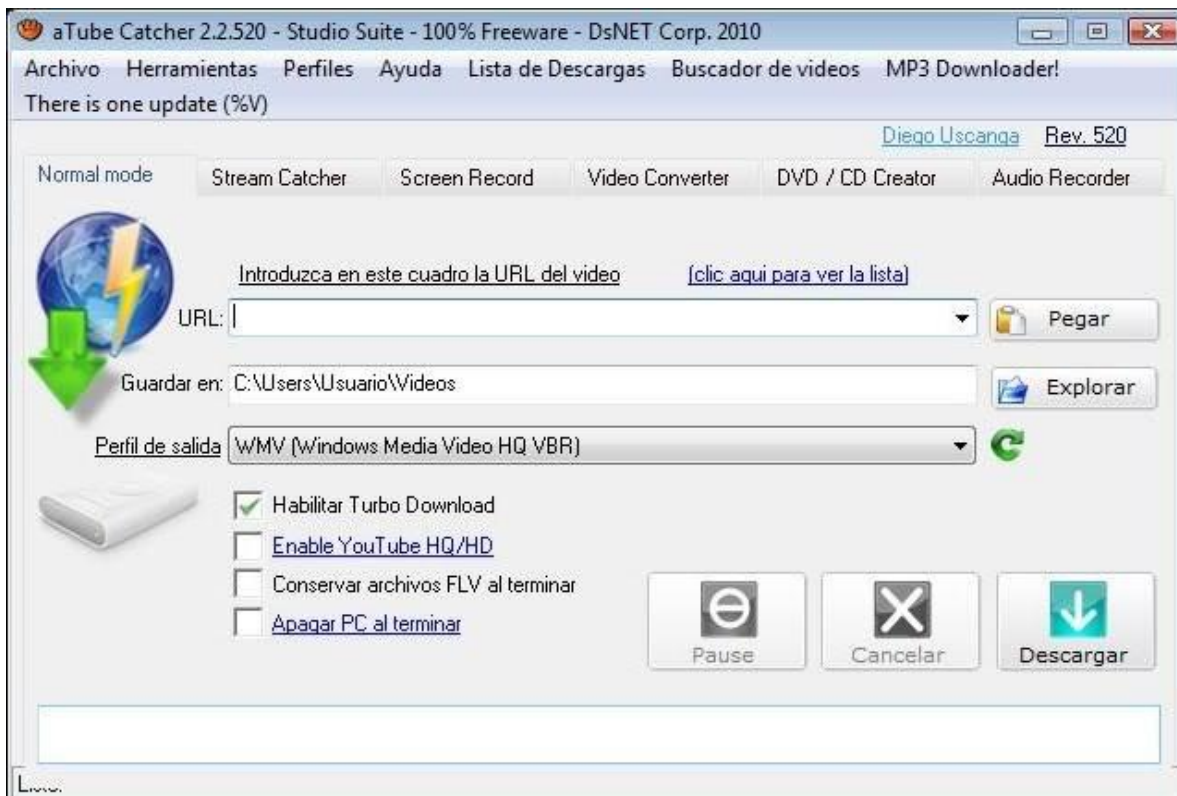 aTube Catcher 2.2.520 - Studio Suite - 100% Freeware - DsNET Corp. 2010
Archivo Herramientas Perfiles Ayuda Lista de Descargas Buscador de videos MP3 Downloader!
There is one update (%V)
Diego Uscanga Rev. 520
Normal mode Stream Catcher Screen Record Video Converter DVD / CD Creator Audio Recorder
Introduzca en este cuadro la URL del video (clic aqui para ver la lista)
URL: Pegar
Guardar en: C:\Users\Usuario\Videos Explorar
Perfil de salida WMV (Windows Media Video HQ VBR)
Habilitar Turbo Download
Enable YouTube HQ/HD
Conservar archivos FLV al terminar
Apagar PC al terminar
Pause Cancelar Descargar